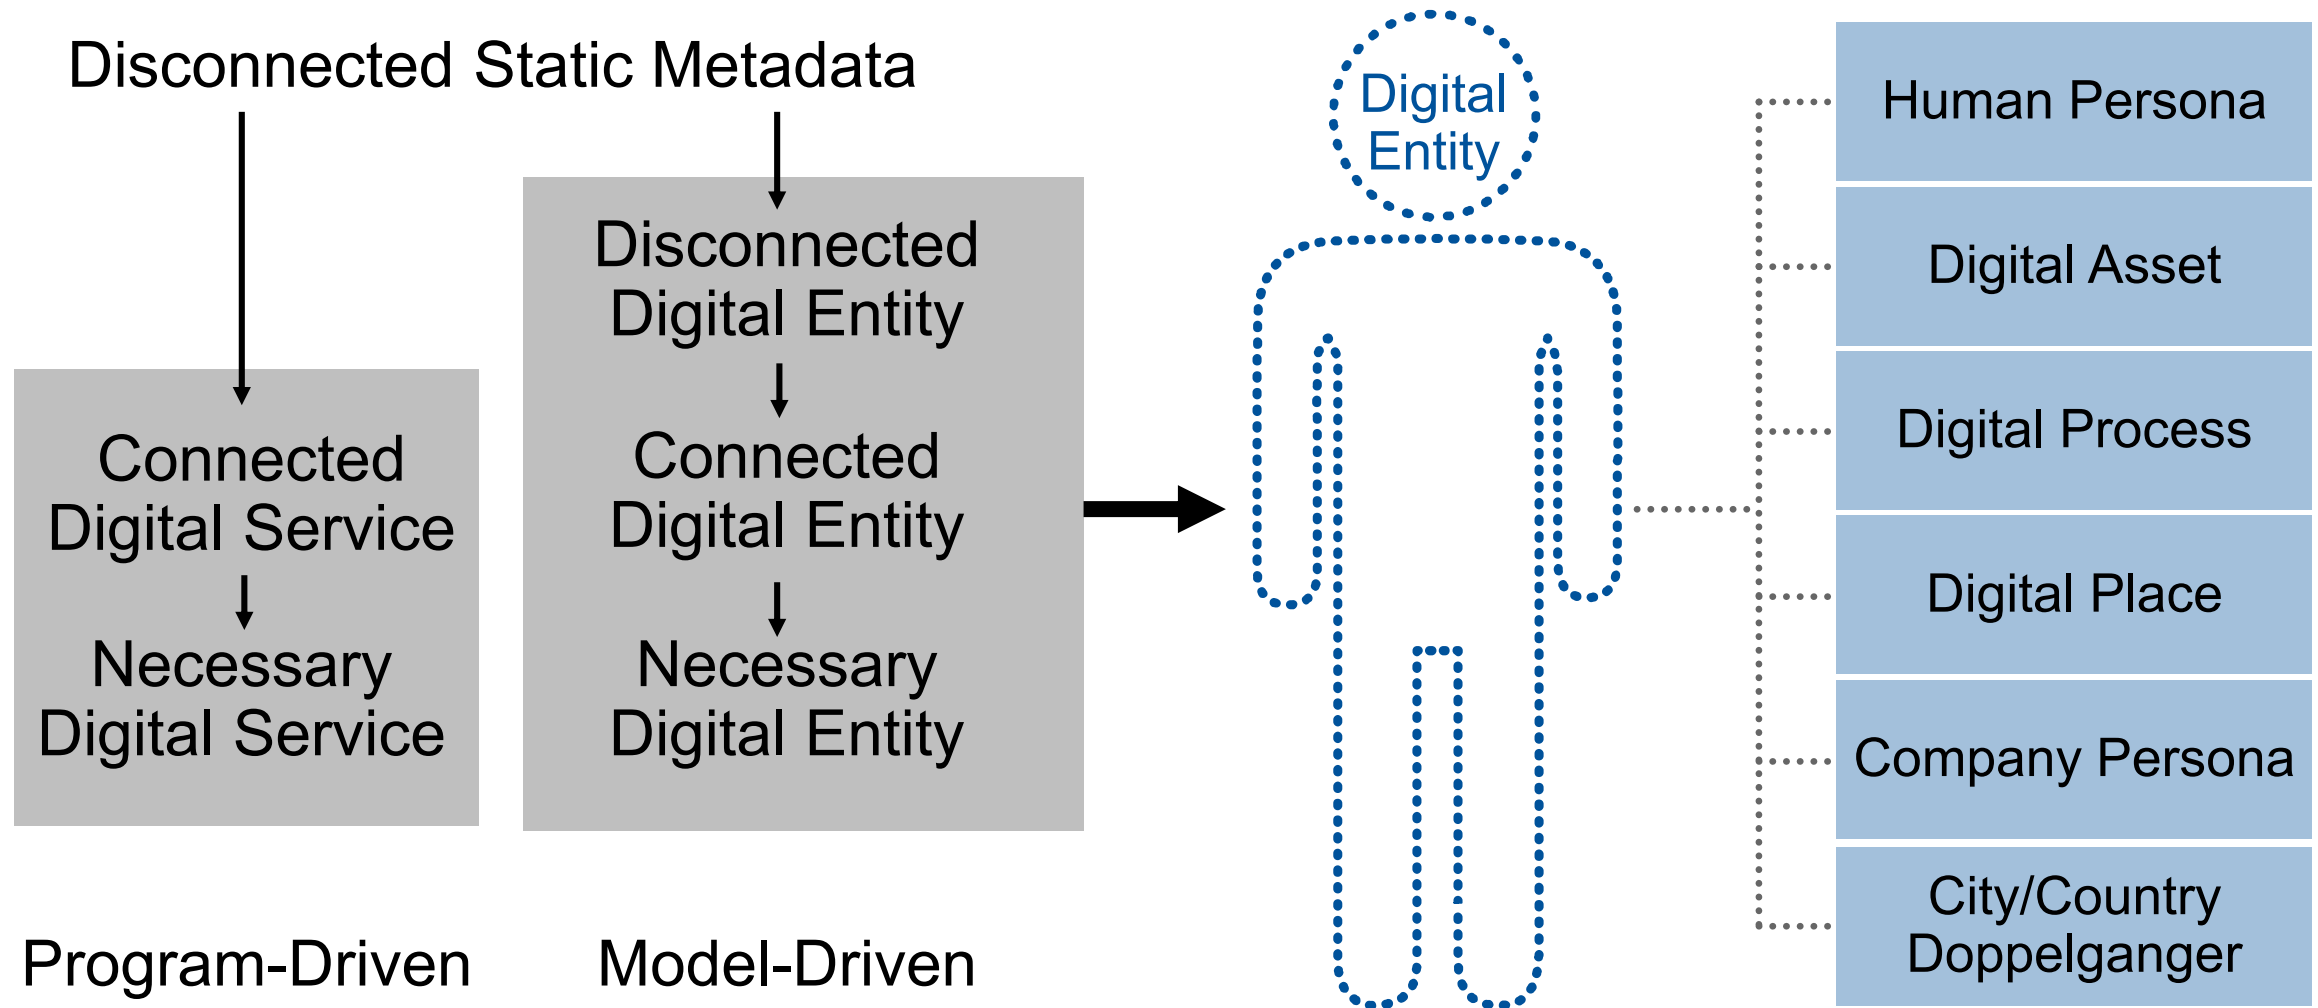 Disconnected Static Metadata
Connected
Digital Service
Necessary
Digital Service
Program-Driven
Disconnected
Digital Entity
Connected
Digital Entity
Necessary
Digital Entity
Model-Driven
Digital
Entity
Human Persona
Digital Asset
Digital Process
Digital Place
Company Persona
City/Country
Doppelganger